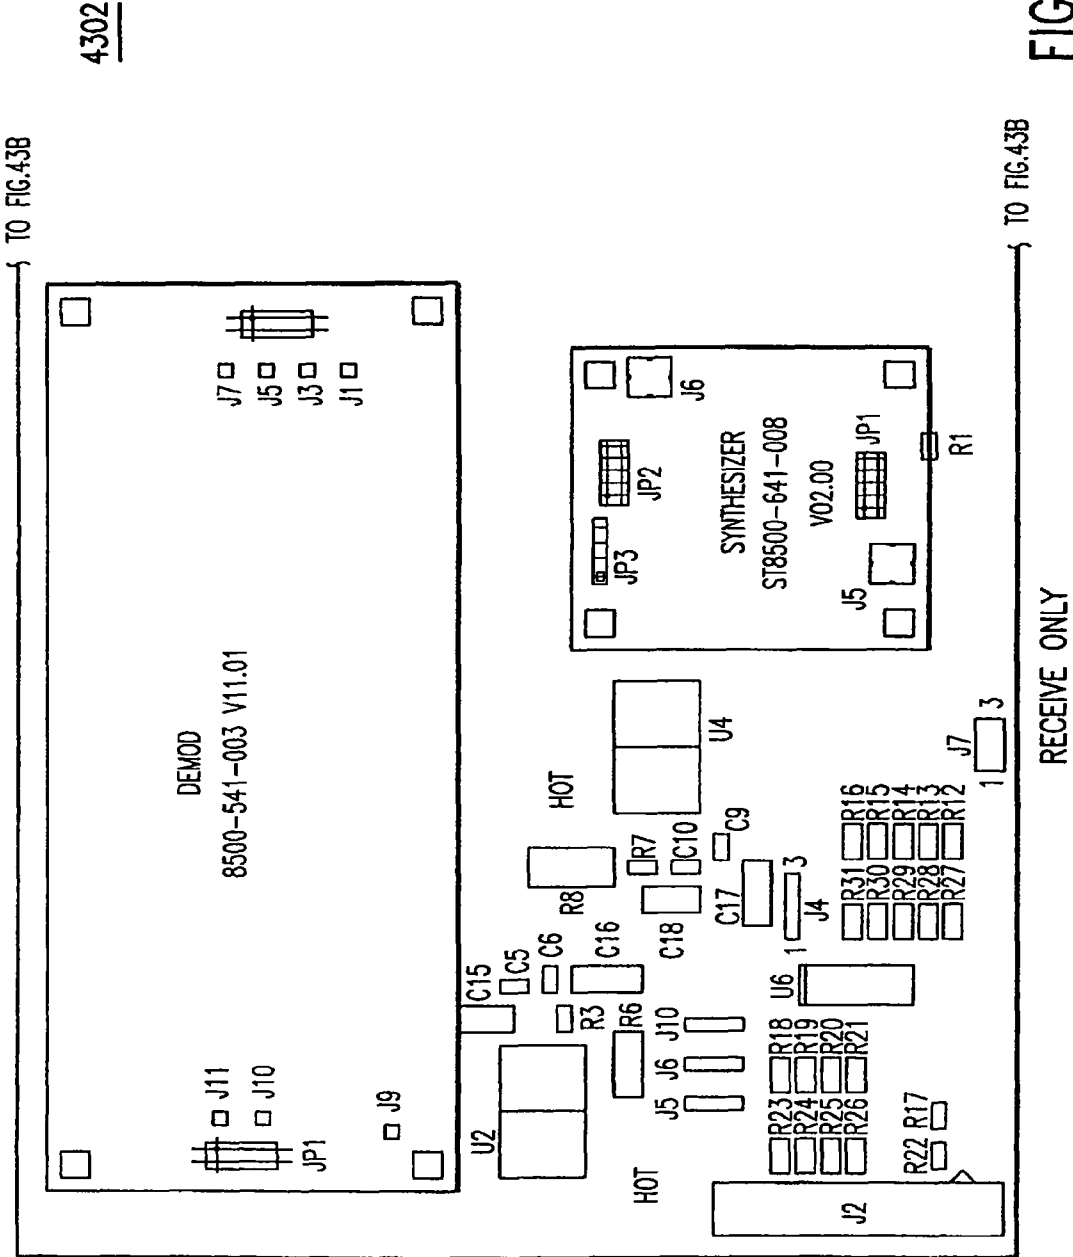 4302
FIG
TO FIG.43B
TO FIG.43B
DEMOD
8500-541-003 V11.01
J11
J10
JP1
J9
J7
J5
J3
J1
SYNTHESIZER
ST8500-641-008
V02.00
JP3
JP2
J6
J5
JP1
R1
U2
HOT
C15
C5
C6
R3
C16
R6
R8
HOT
R7
C10
C18
C9
C17
U4
J5
J6
J10
J4
1
3
U6
R23
R18
R24
R19
R25
R20
R26
R21
R22
R17
J2
R31
R16
R30
R15
R29
R14
R28
R13
R27
R12
J7
1
3
RECEIVE ONLY